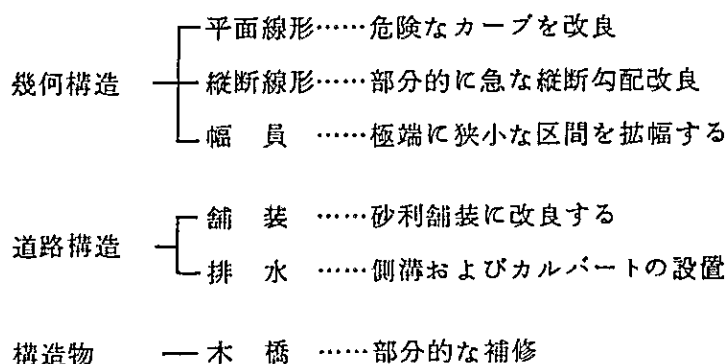 平面線形……危険なカーブを改良
幾何構造 縦断線形……部分的に急な縦断勾配改良
幅員……極端に狭小な区間を拡幅する
舗装……砂利舗装に改良する
道路構造
排水……側溝およびカルバートの設置
構造物 木橋……部分的な補修